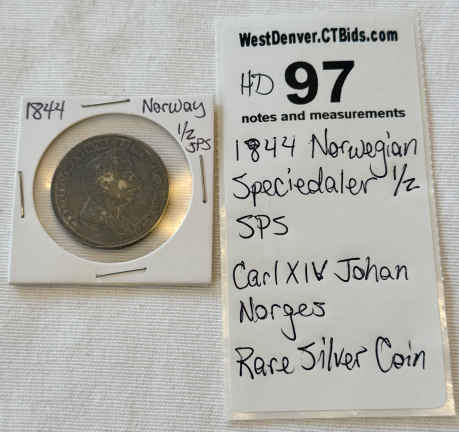 1844 Norway
1/2
SPS
WestDenver.CTBids.com
HD 97
notes and measurements
1844 Norwegian
Speciedaler 1/2
SPS
Carl XIV Johan
Norges
Rare Silver Coin